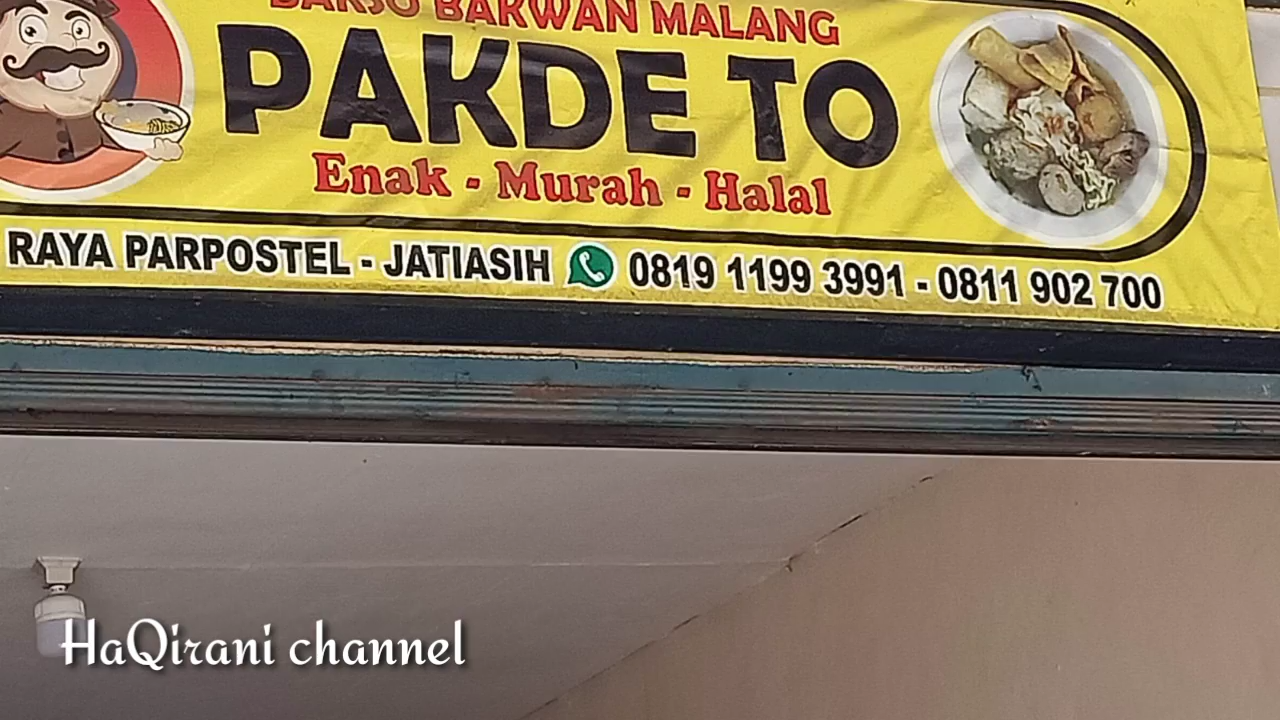 BAKSO BAKWAN MALANG
PAKDE TO
Enak - Murah - Halal
RAYA PARPOSTEL - JATIASIH 0819 1199 3991 - 0811 902 700
HaQirani channel